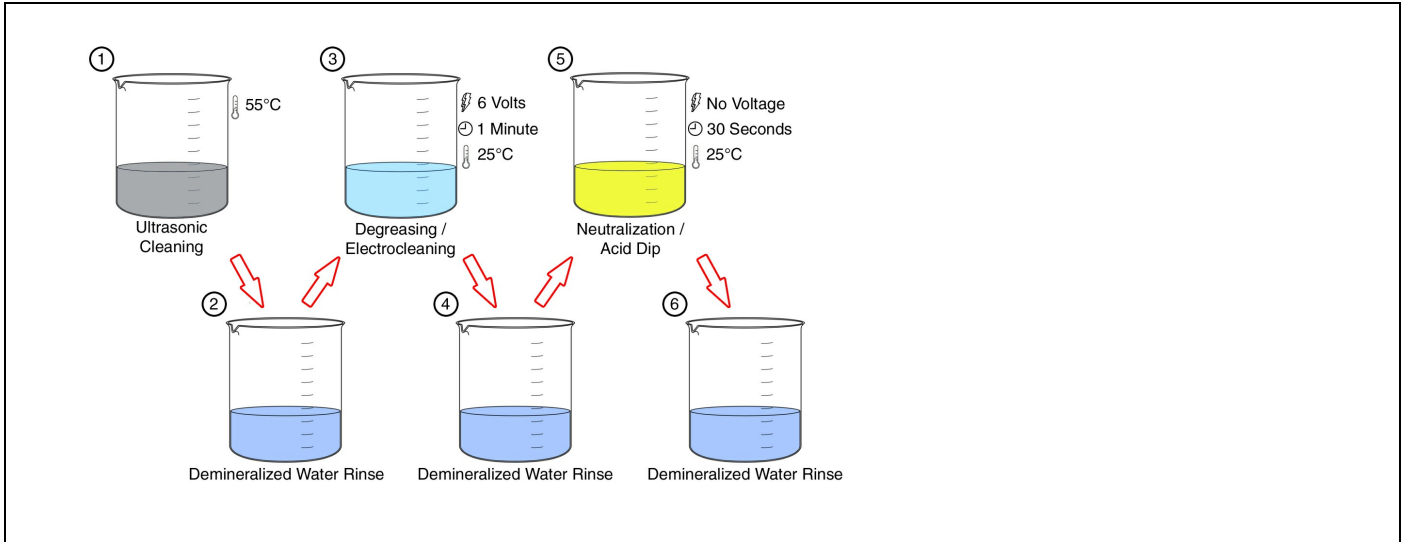 1
55°C
Ultrasonic
Cleaning
2
Demineralized Water Rinse
3
6 Volts
1 Minute
25°C
Degreasing /
Electrocleaning
4
Demineralized Water Rinse
5
No Voltage
30 Seconds
25°C
Neutralization /
Acid Dip
6
Demineralized Water Rinse